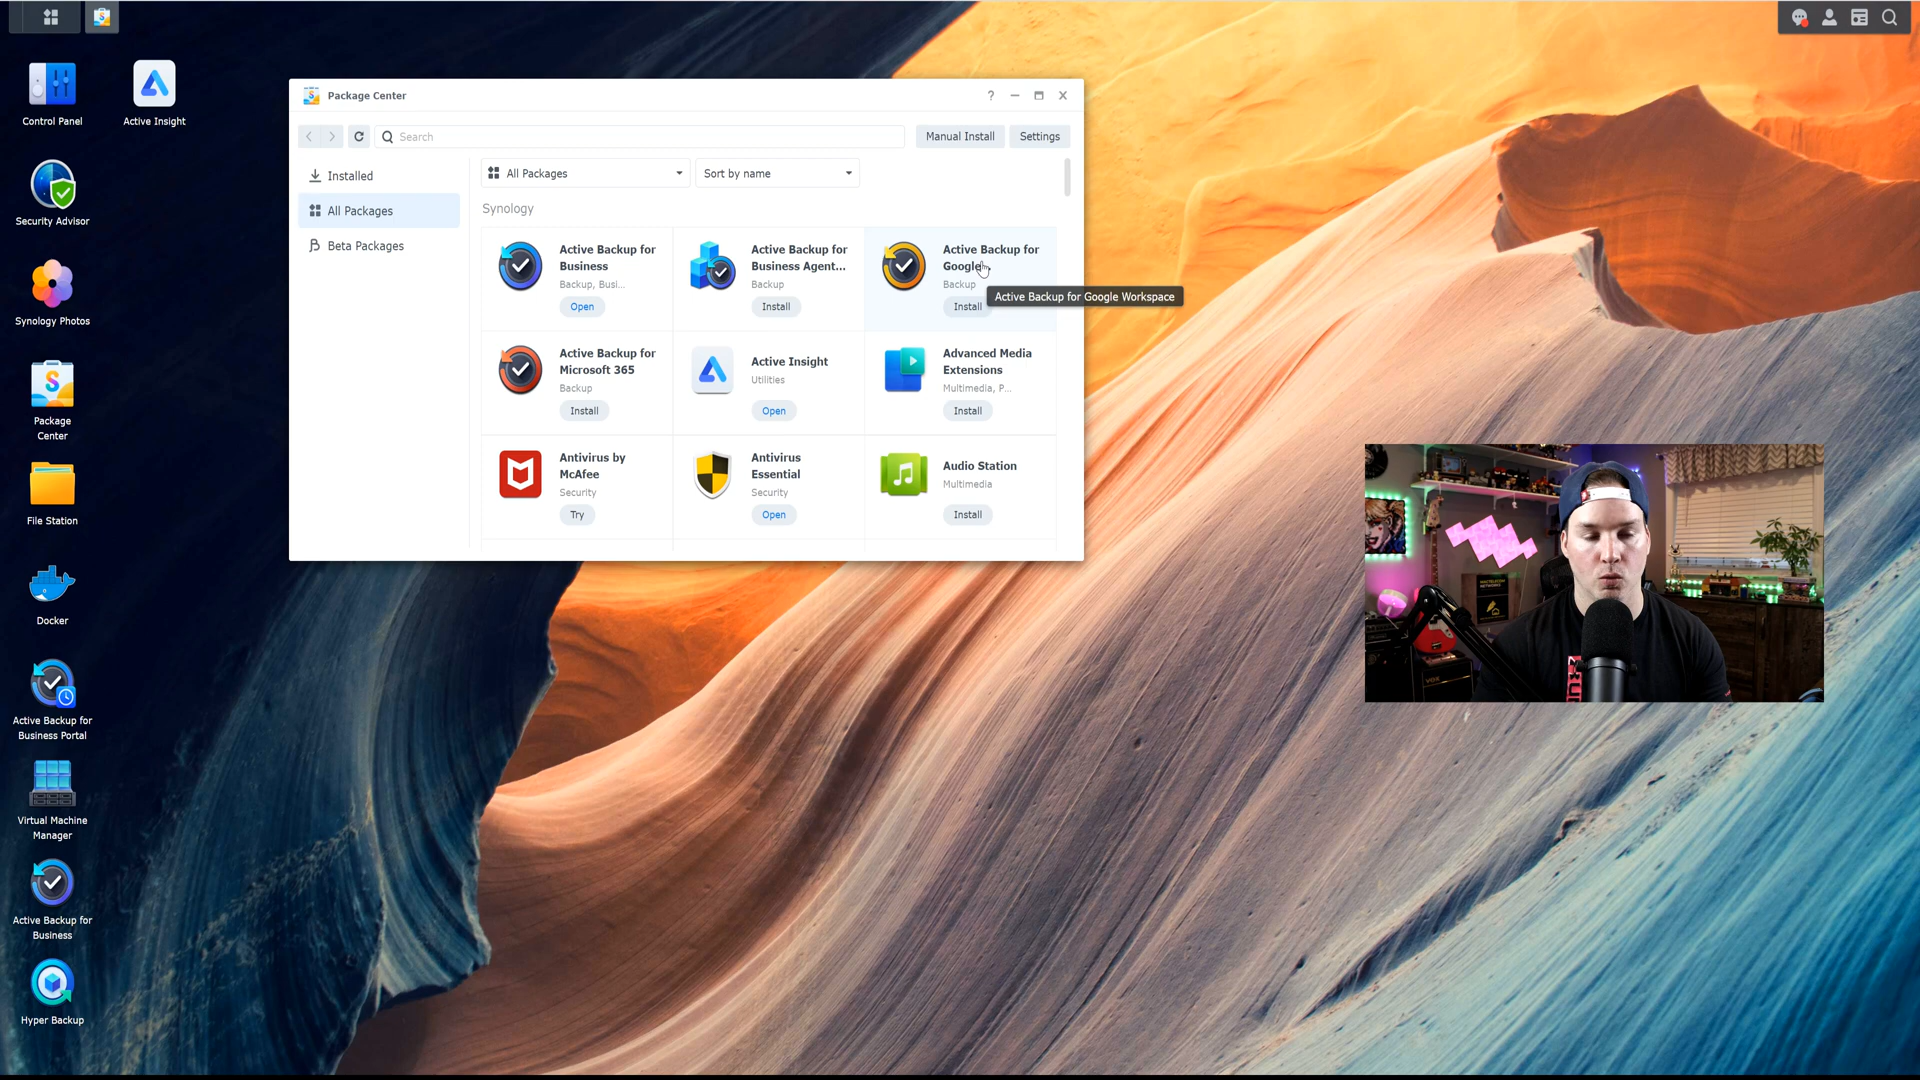 Control Panel
Active Insight
Security Advisor
Synology Photos
Package
Center
File Station
Docker
Active Backup for
Business Portal
Virtual Machine
Manager
Active Backup for
Business
Hyper Backup
Package Center
?
Search
Manual Install
Settings
Installed
All Packages
Beta Packages
All Packages
Sort by name
Synology
Active Backup for
Business
Backup, Busi...
Open
Active Backup for
Business Agent...
Backup
Install
Active Backup for
Google...
Backup
Install
Active Backup for Google Workspace
Active Backup for
Microsoft 365
Backup
Install
Active Insight
Utilities
Open
Advanced Media
Extensions
Multimedia, P...
Install
Antivirus by
McAfee
Security
Try
Antivirus
Essential
Security
Open
Audio Station
Multimedia
Install
VOX